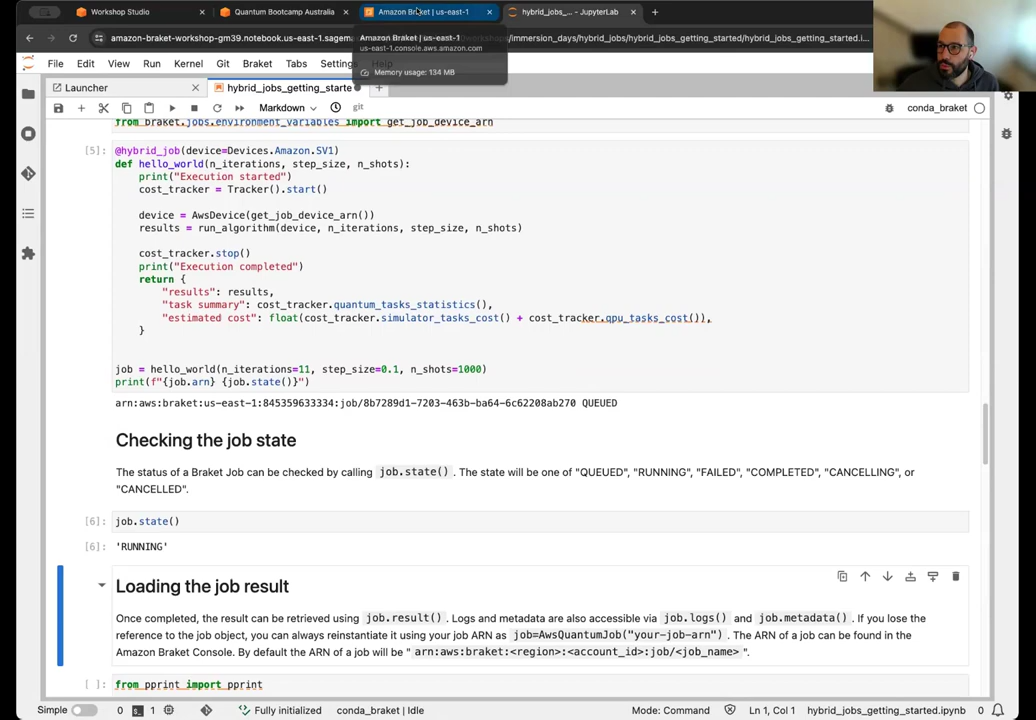 Workshop Studio
Quantum Bootcamp Australia
Amazon Braket | us-east-1
hybrid_jobs_... - JupyterLab
amazon-braket-workshop-gm39.notebook.us-east-1.sagem
/immersion_days/hybrid_jobs/hybrid_jobs_getting_started/hybrid_jobs_getting_started.i...
Amazon Braket | us-east-1
us-east-1.console.aws.amazon.com
Memory usage: 134 MB
File Edit View Run Kernel Git Braket Tabs Settings Help
Launcher
hybrid_jobs_getting_starte
Markdown
git
conda_braket
from braket.jobs.environment_variables import get_job_device_arn
[5]:
@hybrid_job(device=Devices.Amazon.SV1)
def hello_world(n_iterations, step_size, n_shots):
print("Execution started")
cost_tracker = Tracker().start()
device = AwsDevice(get_job_device_arn())
results = run_algorithm(device, n_iterations, step_size, n_shots)
cost_tracker.stop()
print("Execution completed")
return {
"results": results,
"task summary": cost_tracker.quantum_tasks_statistics(),
"estimated cost": float(cost_tracker.simulator_tasks_cost() + cost_tracker.qpu_tasks_cost()),
}
job = hello_world(n_iterations=11, step_size=0.1, n_shots=1000)
print(f"{job.arn} {job.state()}")
arn:aws:braket:us-east-1:845359633334:job/8b7289d1-7203-463b-ba64-6c62208ab270 QUEUED
Checking the job state
The status of a Braket Job can be checked by calling job.state(). The state will be one of "QUEUED", "RUNNING", "FAILED", "COMPLETED", "CANCELLING", or
"CANCELLED".
[6]: job.state()
[6]: 'RUNNING'
Loading the job result
Once completed, the result can be retrieved using job.result(). Logs and metadata are also accessible via job.logs() and job.metadata(). If you lose the
reference to the job object, you can always reinstantiate it using your job ARN as job=AwsQuantumJob("your-job-arn"). The ARN of a job can be found in the
Amazon Braket Console. By default the ARN of a job will be "arn:aws:braket:<region>:<account_id>:job/<job_name>".
[ ]: from pprint import pprint
Simple 0 1 Fully initialized conda_braket | Idle Mode: Command Ln 1, Col 1 hybrid_jobs_getting_started.ipynb 0